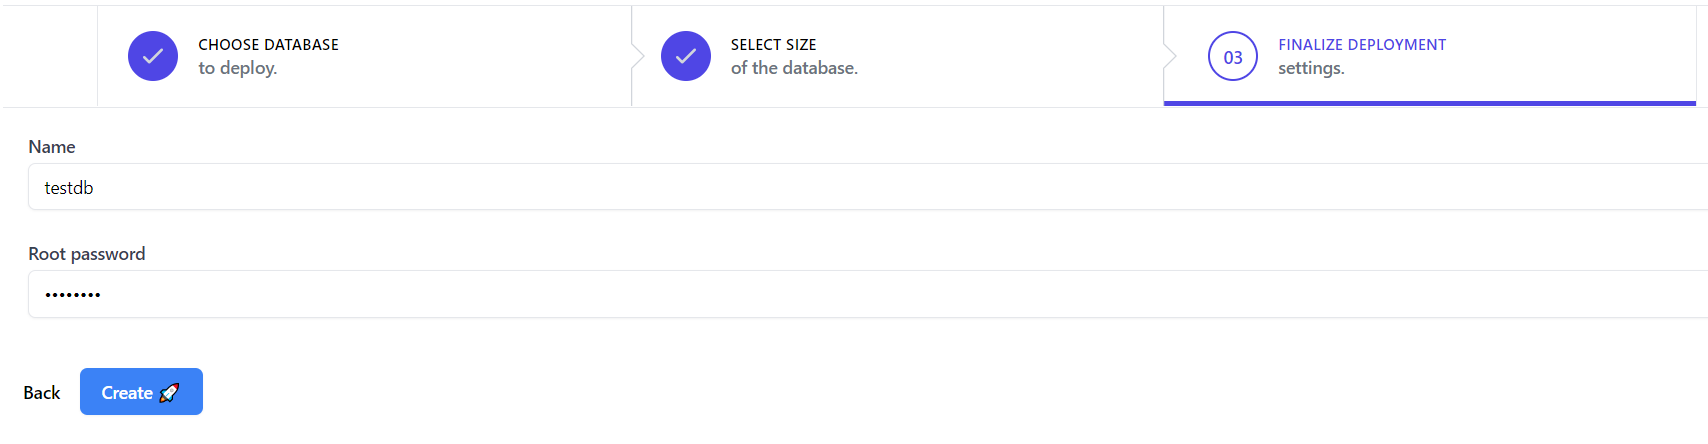 CHOOSE DATABASE
to deploy.
SELECT SIZE
of the database.
03
FINALIZE DEPLOYMENT
settings.
Name
testdb
Root password
••••••••
Back
Create 🚀